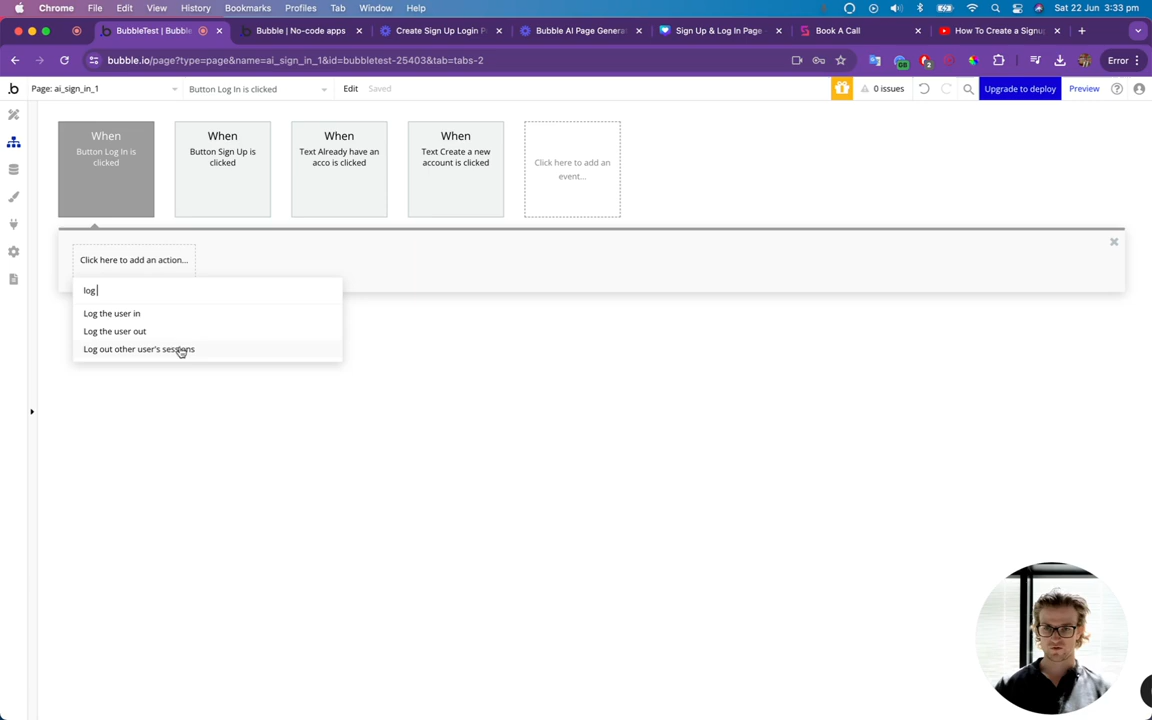 Chrome File Edit View History Bookmarks Profiles Tab Window Help
Sat 22 Jun 3:33 pm
BubbleTest | Bubble
Bubble | No-code apps
Create Sign Up Login P
Bubble AI Page Genera
Sign Up & Log In Page
Book A Call
How To Create a Signu
bubble.io/page?type=page&name=ai_sign_in_1&id=bubbletest-25403&tab=tabs-2
Error
Page: ai_sign_in_1
Button Log In is clicked
Edit
Saved
0 issues
Upgrade to deploy
Preview
When
Button Log In is
clicked
When
Button Sign Up is
clicked
When
Text Already have an
acco is clicked
When
Text Create a new
account is clicked
Click here to add an
event...
Click here to add an action...
log
Log the user in
Log the user out
Log out other user's sessions